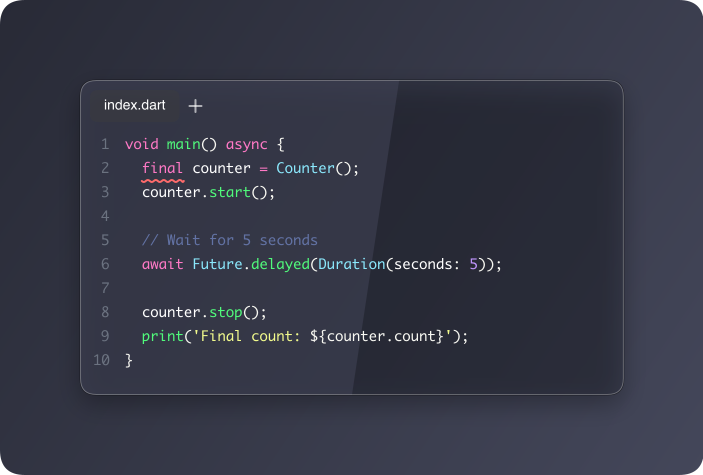 index.dart +
1 void main() async {
2   final counter = Counter();
3   counter.start();
4
5   // Wait for 5 seconds
6   await Future.delayed(Duration(seconds: 5));
7
8   counter.stop();
9   print('Final count: ${counter.count}');
10 }